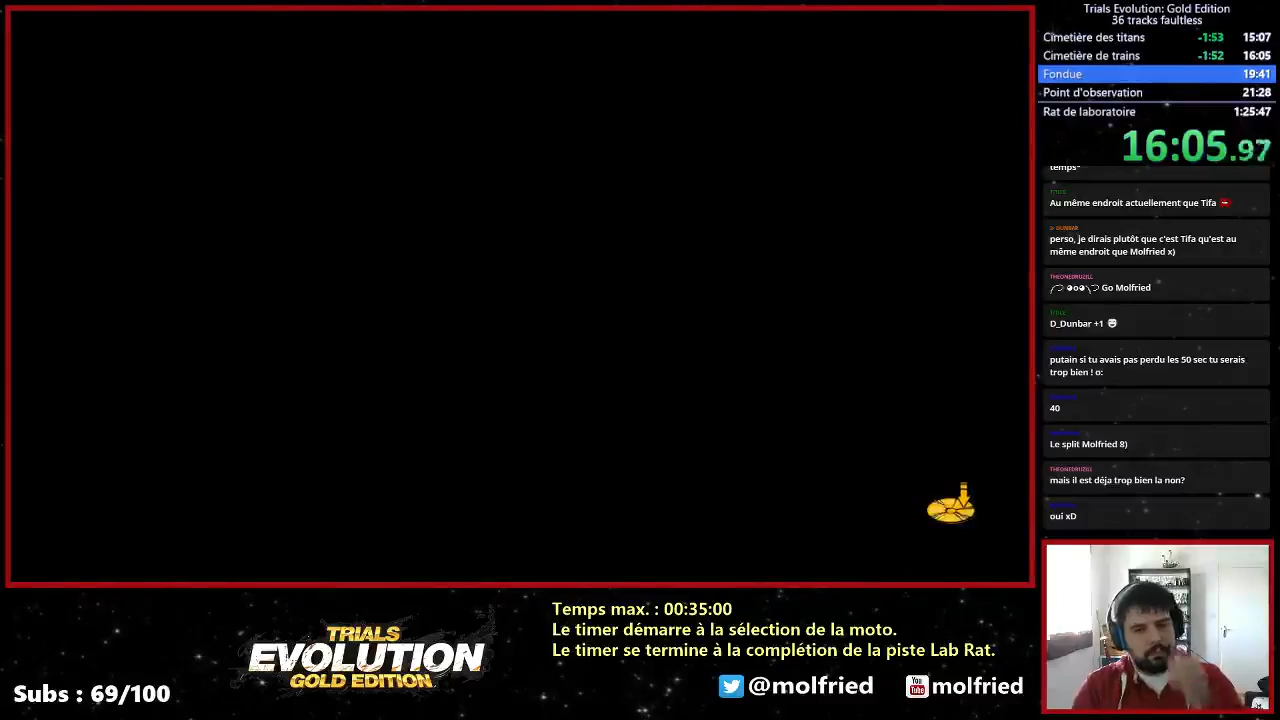 Trials Evolution: Gold Edition
36 tracks faultless
Cimetière des titans -1:53 15:07
Cimetière de trains -1:52 16:05
Fondue 19:41
Point d'observation 21:28
Rat de laboratoire 1:25:47
16:05.97
temps*
Au même endroit actuellement que Tifa
DUNBAR
perso, je dirais plutôt que c'est Tifa qu'est au
même endroit que Molfried x)
THEONEDRUZILL
Go Molfried
D_Dunbar +1
putain si tu avais pas perdu les 50 sec tu serais
trop bien ! o:
40
Le split Molfried 8)
THEONEDRUZILL
mais il est déja trop bien la non?
oui xD
TRIALS
EVOLUTION
GOLD EDITION
Temps max. : 00:35:00
Le timer démarre à la sélection de la moto.
Le timer se termine à la complétion de la piste Lab Rat.
Subs : 69/100
@molfried
You
Tube
molfried